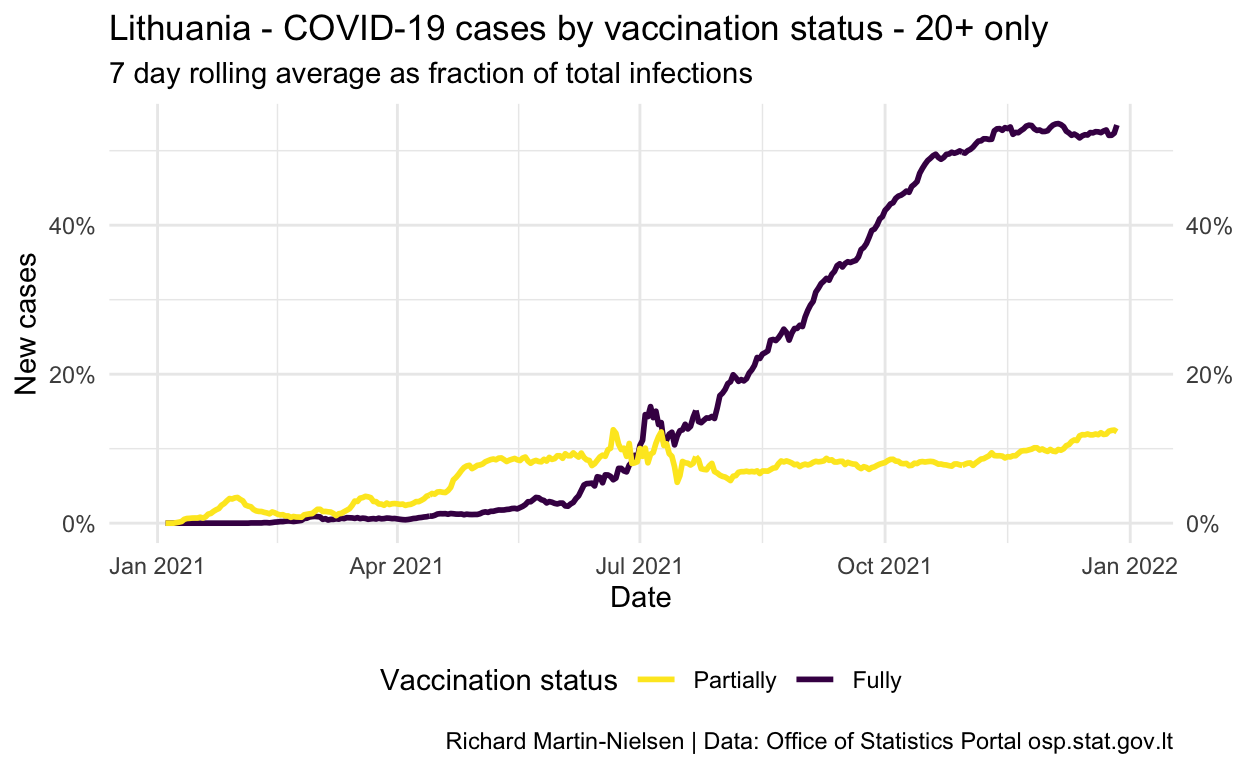 Lithuania - COVID-19 cases by vaccination status - 20+ only
7 day rolling average as fraction of total infections
New cases
40%
40%
20%
20%
0%
0%
Jan 2021
Apr 2021
Jul 2021
Oct 2021
Jan 2022
Date
Vaccination status
Partially
Fully
Richard Martin-Nielsen | Data: Office of Statistics Portal osp.stat.gov.lt